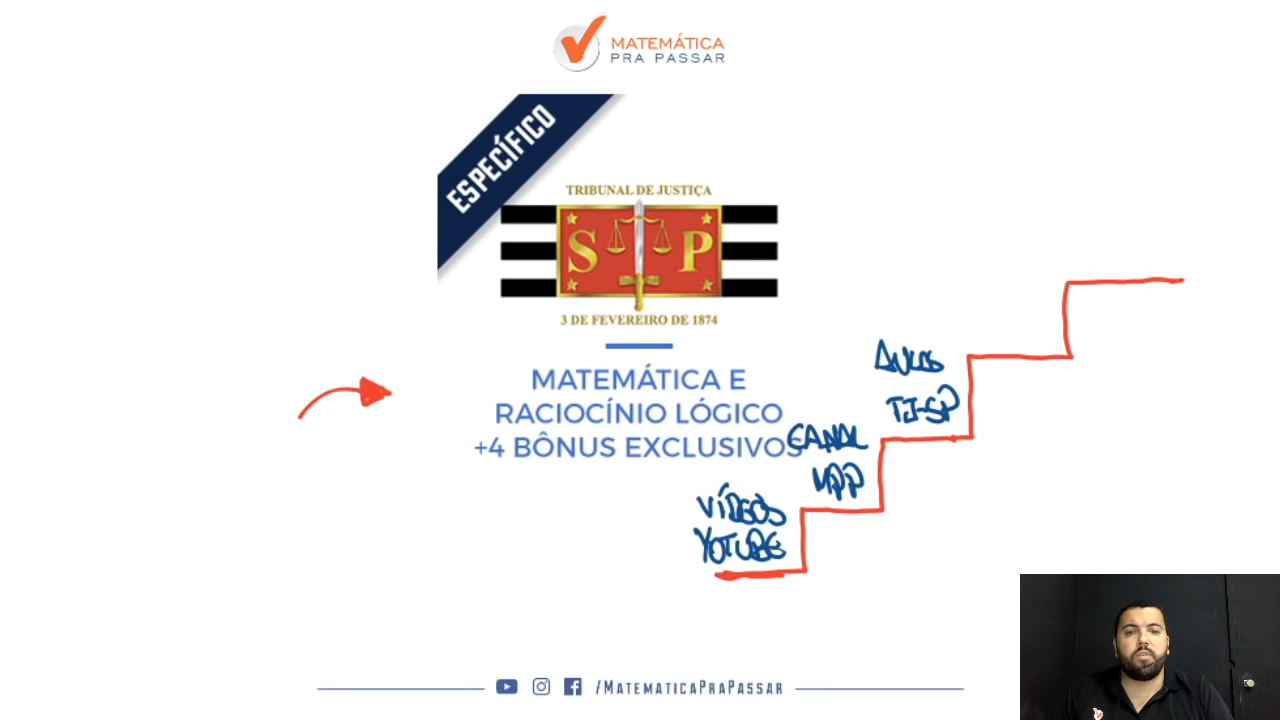 MATEMÁTICA
PRA PASSAR
ESPECÍFICO
TRIBUNAL DE JUSTIÇA
S P
3 DE FEVEREIRO DE 1874
MATEMÁTICA E
RACIOCÍNIO LÓGICO
+4 BÔNUS EXCLUSIVOS
AULAS
TJ-SP
CANAL
MPP
VÍDEOS
YOTUBE
/MATEMATICAPRAPASSAR